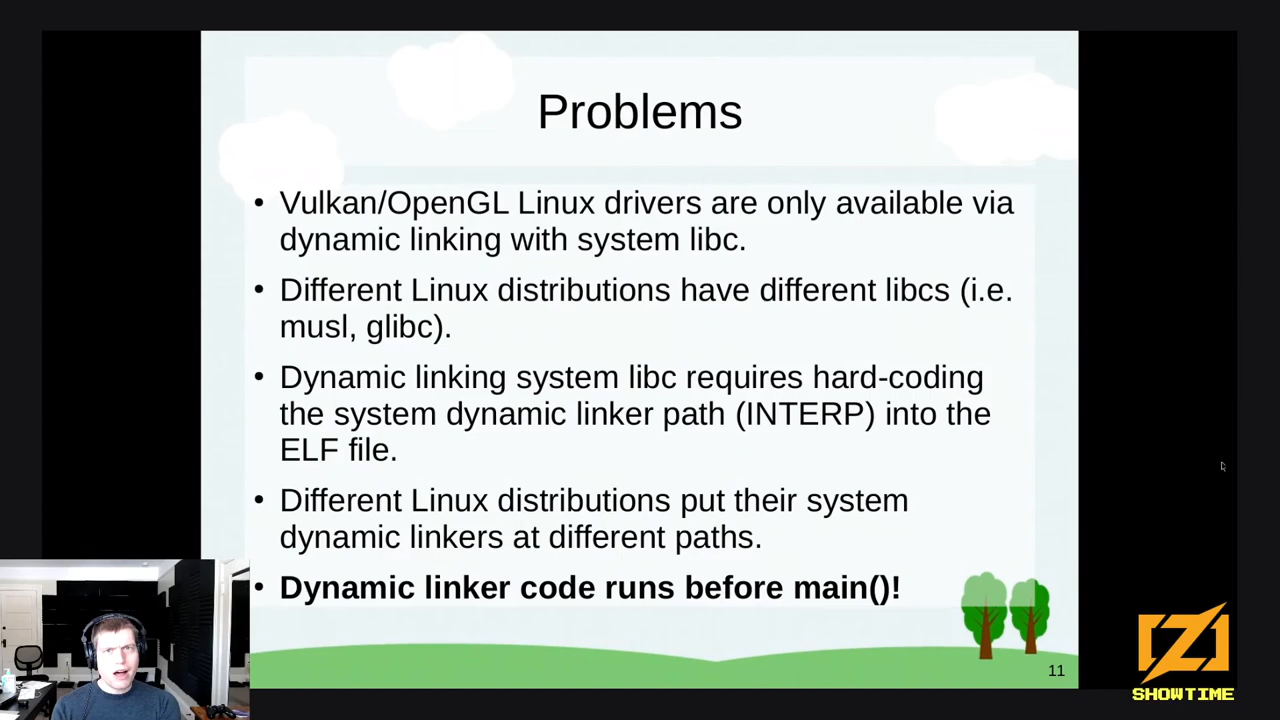 Problems
• Vulkan/OpenGL Linux drivers are only available via
dynamic linking with system libc.
• Different Linux distributions have different libcs (i.e.
musl, glibc).
• Dynamic linking system libc requires hard-coding
the system dynamic linker path (INTERP) into the
ELF file.
• Different Linux distributions put their system
dynamic linkers at different paths.
• Dynamic linker code runs before main()!
11
Z
SHOWTIME